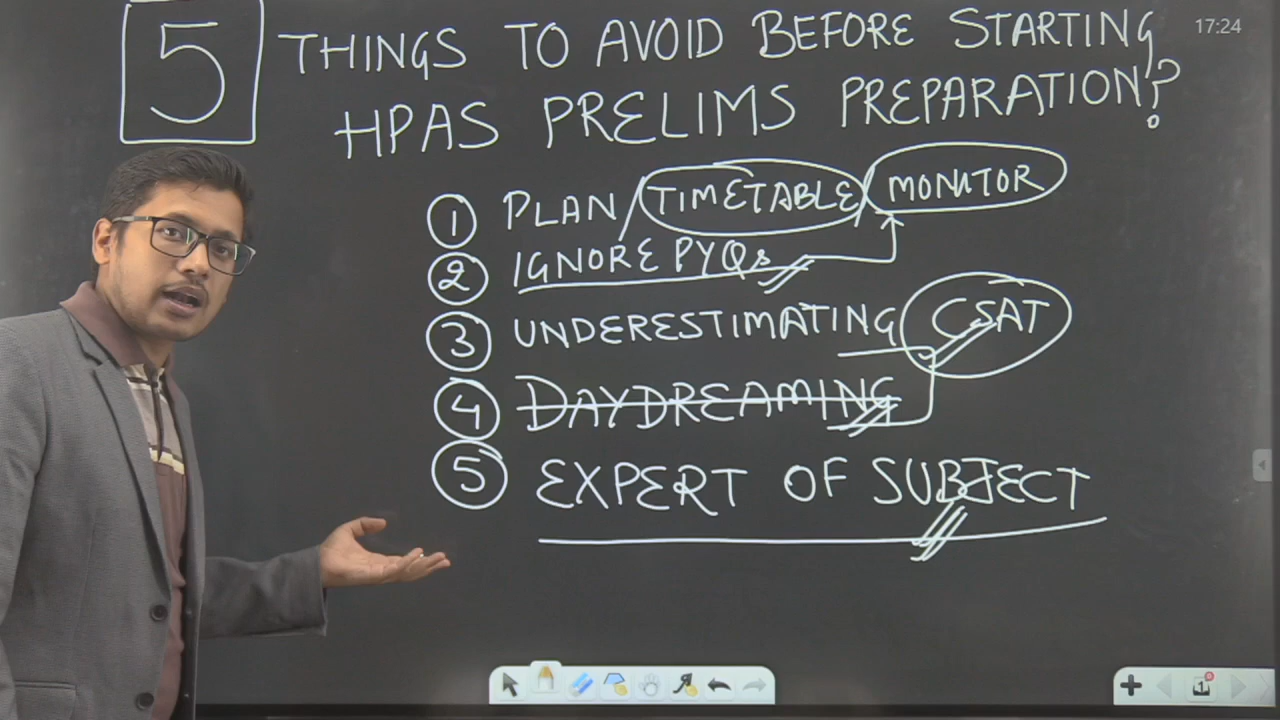 5 THINGS TO AVOID BEFORE STARTING
HPAS PRELIMS PREPARATION?
17:24
1 PLAN/TIMETABLE/MONITOR
2 IGNORE PYQs
3 UNDERESTIMATING CSAT
4 DAYDREAMING
5 EXPERT OF SUBJECT
1